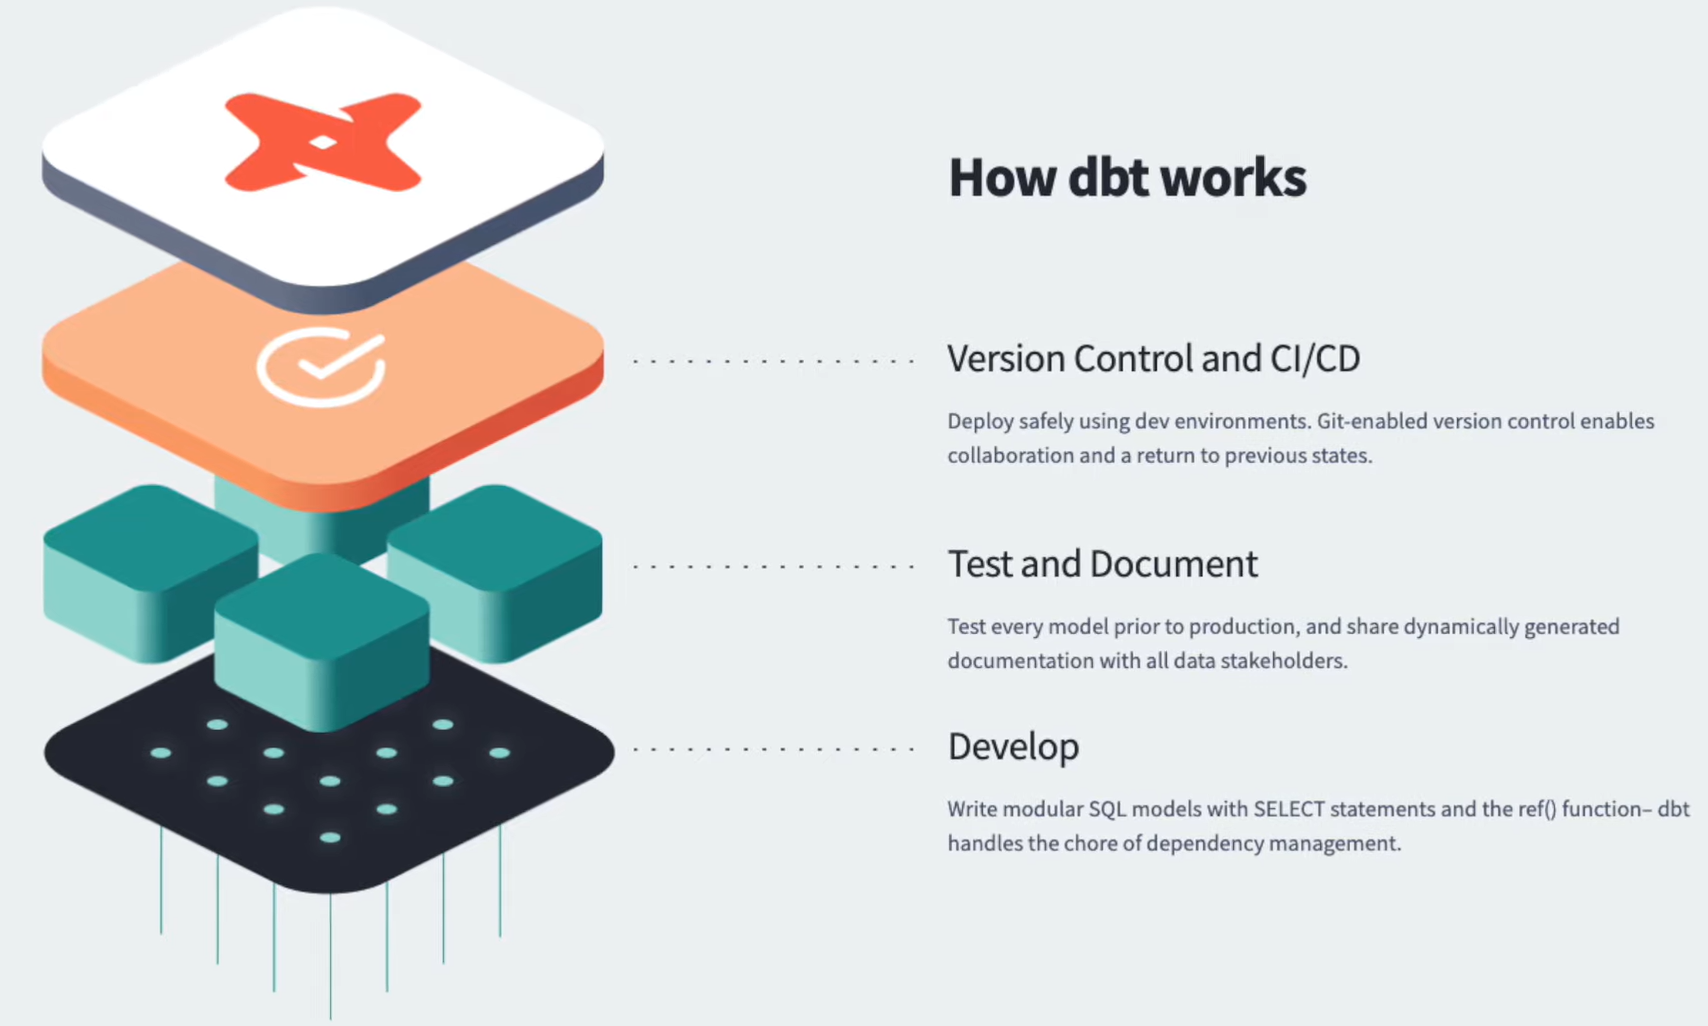 How dbt works
Version Control and CI/CD
Deploy safely using dev environments. Git-enabled version control enables
collaboration and a return to previous states.
Test and Document
Test every model prior to production, and share dynamically generated
documentation with all data stakeholders.
Develop
Write modular SQL models with SELECT statements and the ref() function– dbt
handles the chore of dependency management.